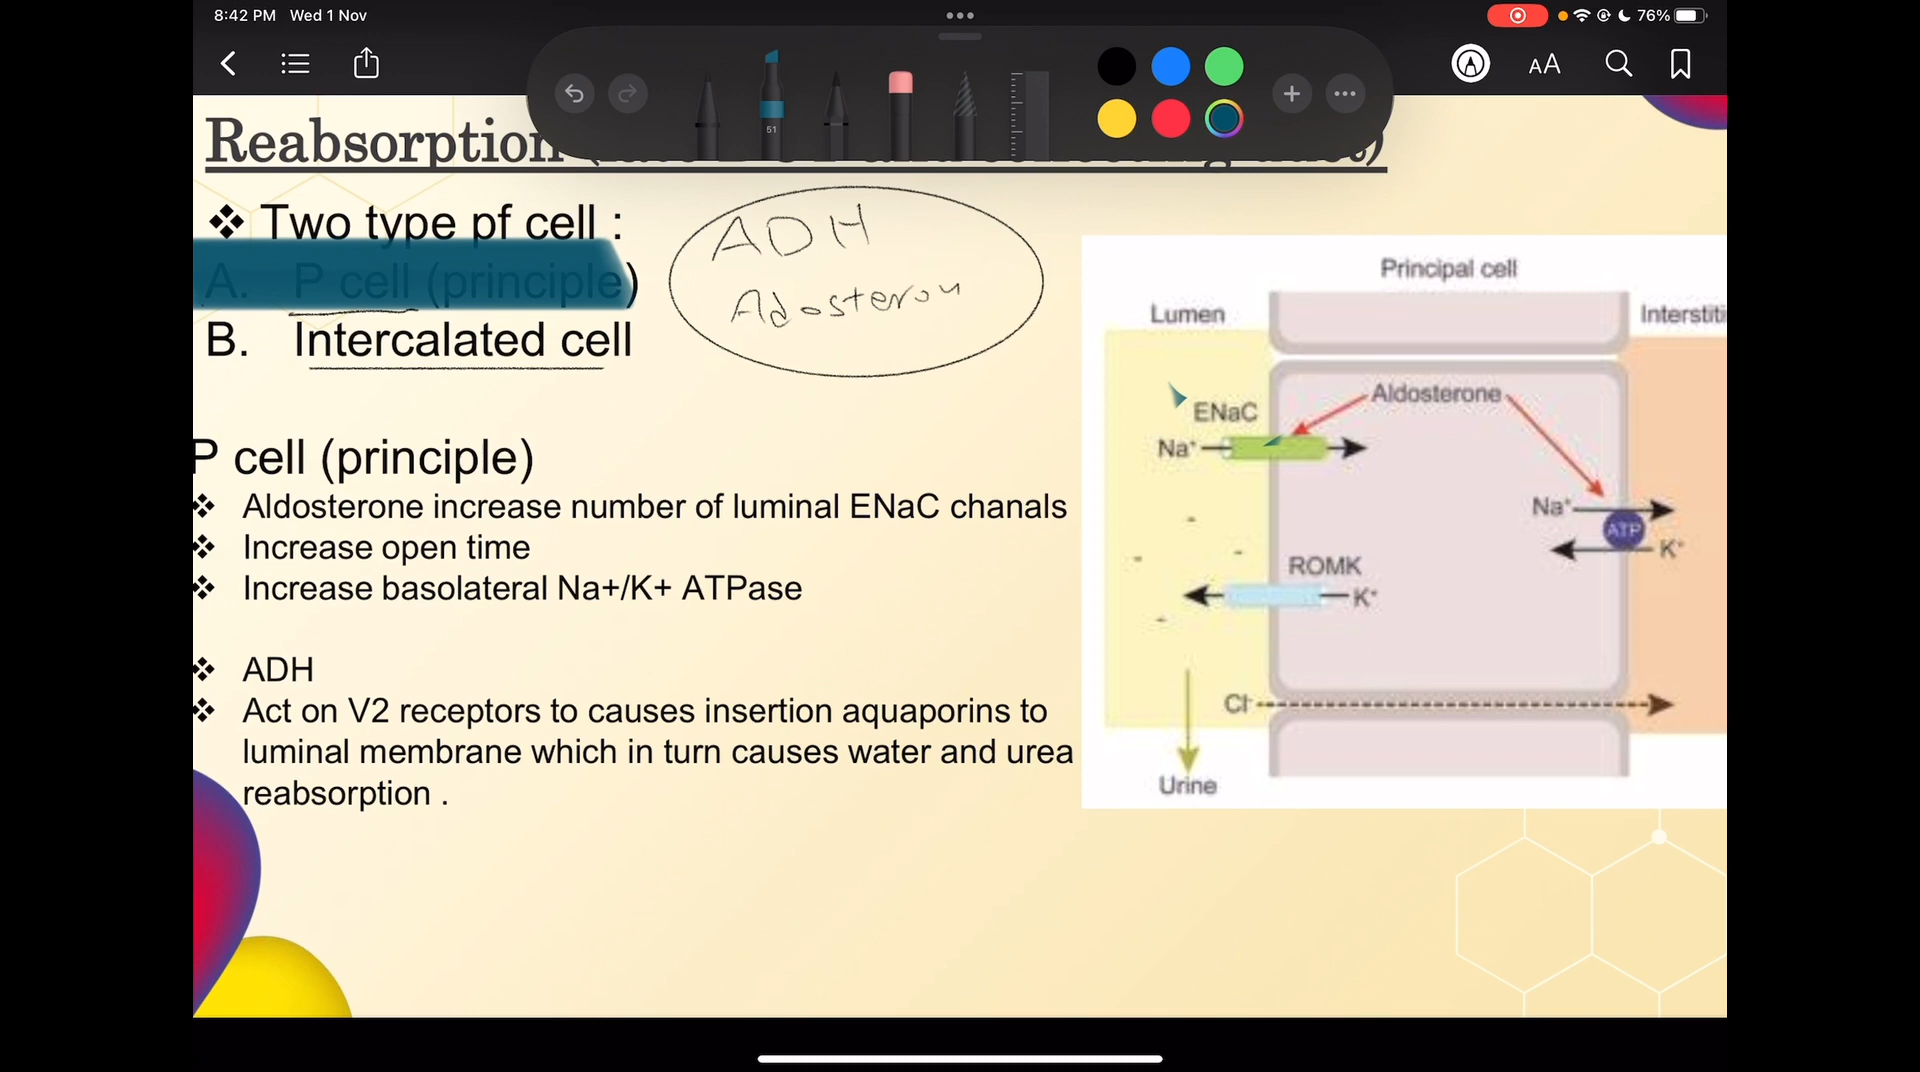 8:42 PM Wed 1 Nov
76%
AA
51
Reabsorption
Two type pf cell :
A. P cell (principle)
B. Intercalated cell
ADH
Adosteron
P cell (principle)
Aldosterone increase number of luminal ENaC chanals
Increase open time
Increase basolateral Na+/K+ ATPase
ADH
Act on V2 receptors to causes insertion aquaporins to
luminal membrane which in turn causes water and urea
reabsorption .
Principal cell
Lumen
Interstiti
Aldosterone
ENaC
Na⁺
Na⁺
ATP
K⁺
ROMK
K⁺
Cl⁻
Urine